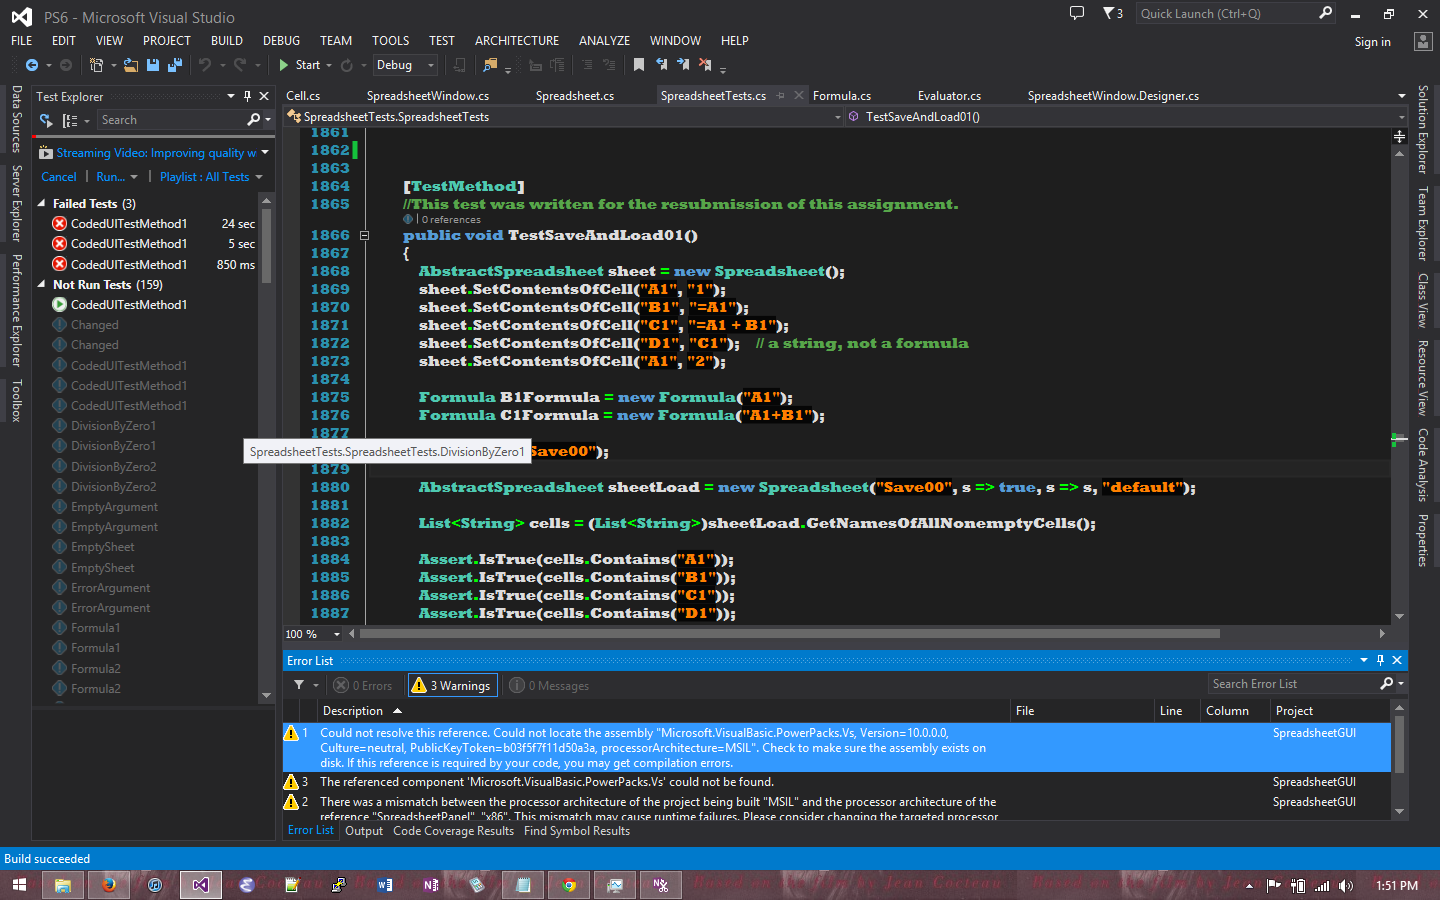 PS6 - Microsoft Visual Studio
3
Quick Launch (Ctrl+Q)
FILE EDIT VIEW PROJECT BUILD DEBUG TEAM TOOLS TEST ARCHITECTURE ANALYZE WINDOW HELP
Sign in
Start Debug
Data Sources
Server Explorer
Performance Explorer
Toolbox
Test Explorer
Search
Streaming Video: Improving quality w
Cancel | Run... | Playlist : All Tests
Failed Tests (3)
CodedUITestMethod1 24 sec
CodedUITestMethod1 5 sec
CodedUITestMethod1 850 ms
Not Run Tests (159)
CodedUITestMethod1
Changed
Changed
CodedUITestMethod1
CodedUITestMethod1
CodedUITestMethod1
DivisionByZero1
DivisionByZero1
DivisionByZero2
DivisionByZero2
EmptyArgument
EmptyArgument
EmptySheet
EmptySheet
ErrorArgument
ErrorArgument
Formula1
Formula1
Formula2
Formula2
Cell.cs SpreadsheetWindow.cs Spreadsheet.cs SpreadsheetTests.cs Formula.cs Evaluator.cs SpreadsheetWindow.Designer.cs
SpreadsheetTests.SpreadsheetTests TestSaveAndLoad01()
1861
1862
1863
1864 [TestMethod]
1865 //This test was written for the resubmission of this assignment.
0 references
1866 public void TestSaveAndLoad01()
1867 {
1868 AbstractSpreadsheet sheet = new Spreadsheet();
1869 sheet.SetContentsOfCell("A1", "1");
1870 sheet.SetContentsOfCell("B1", "=A1");
1871 sheet.SetContentsOfCell("C1", "=A1 + B1");
1872 sheet.SetContentsOfCell("D1", "C1"); // a string, not a formula
1873 sheet.SetContentsOfCell("A1", "2");
1874
1875 Formula B1Formula = new Formula("A1");
1876 Formula C1Formula = new Formula("A1+B1");
1877
SpreadsheetTests.SpreadsheetTests.DivisionByZero1 Save00");
1879
1880 AbstractSpreadsheet sheetLoad = new Spreadsheet("Save00", s => true, s => s, "default");
1881
1882 List<String> cells = (List<String>)sheetLoad.GetNamesOfAllNonemptyCells();
1883
1884 Assert.IsTrue(cells.Contains("A1"));
1885 Assert.IsTrue(cells.Contains("B1"));
1886 Assert.IsTrue(cells.Contains("C1"));
1887 Assert.IsTrue(cells.Contains("D1"));
100 %
Solution Explorer
Team Explorer
Class View
Resource View
Code Analysis
Properties
Error List
0 Errors 3 Warnings 0 Messages Search Error List
Description File Line Column Project
1 Could not resolve this reference. Could not locate the assembly "Microsoft.VisualBasic.PowerPacks.Vs, Version=10.0.0.0, SpreadsheetGUI
Culture=neutral, PublicKeyToken=b03f5f7f11d50a3a, processorArchitecture=MSIL". Check to make sure the assembly exists on
disk. If this reference is required by your code, you may get compilation errors.
3 The referenced component 'Microsoft.VisualBasic.PowerPacks.Vs' could not be found. SpreadsheetGUI
2 There was a mismatch between the processor architecture of the project being built "MSIL" and the processor architecture of the SpreadsheetGUI
reference "SpreadsheetPanel", "x86". This mismatch may cause runtime failures. Please consider changing the targeted processor
Error List Output Code Coverage Results Find Symbol Results
Build succeeded
1:51 PM